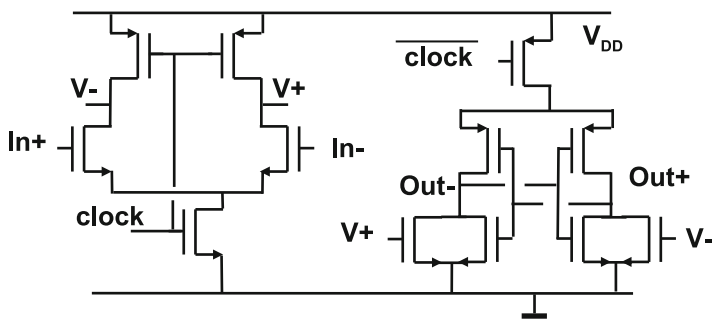 V_DD
clock
V-
V+
In+
In-
Out-
Out+
clock
V+
V-